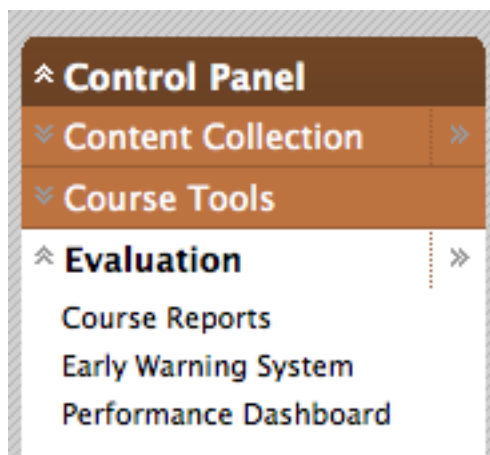 Control Panel
Content Collection
Course Tools
Evaluation
Course Reports
Early Warning System
Performance Dashboard